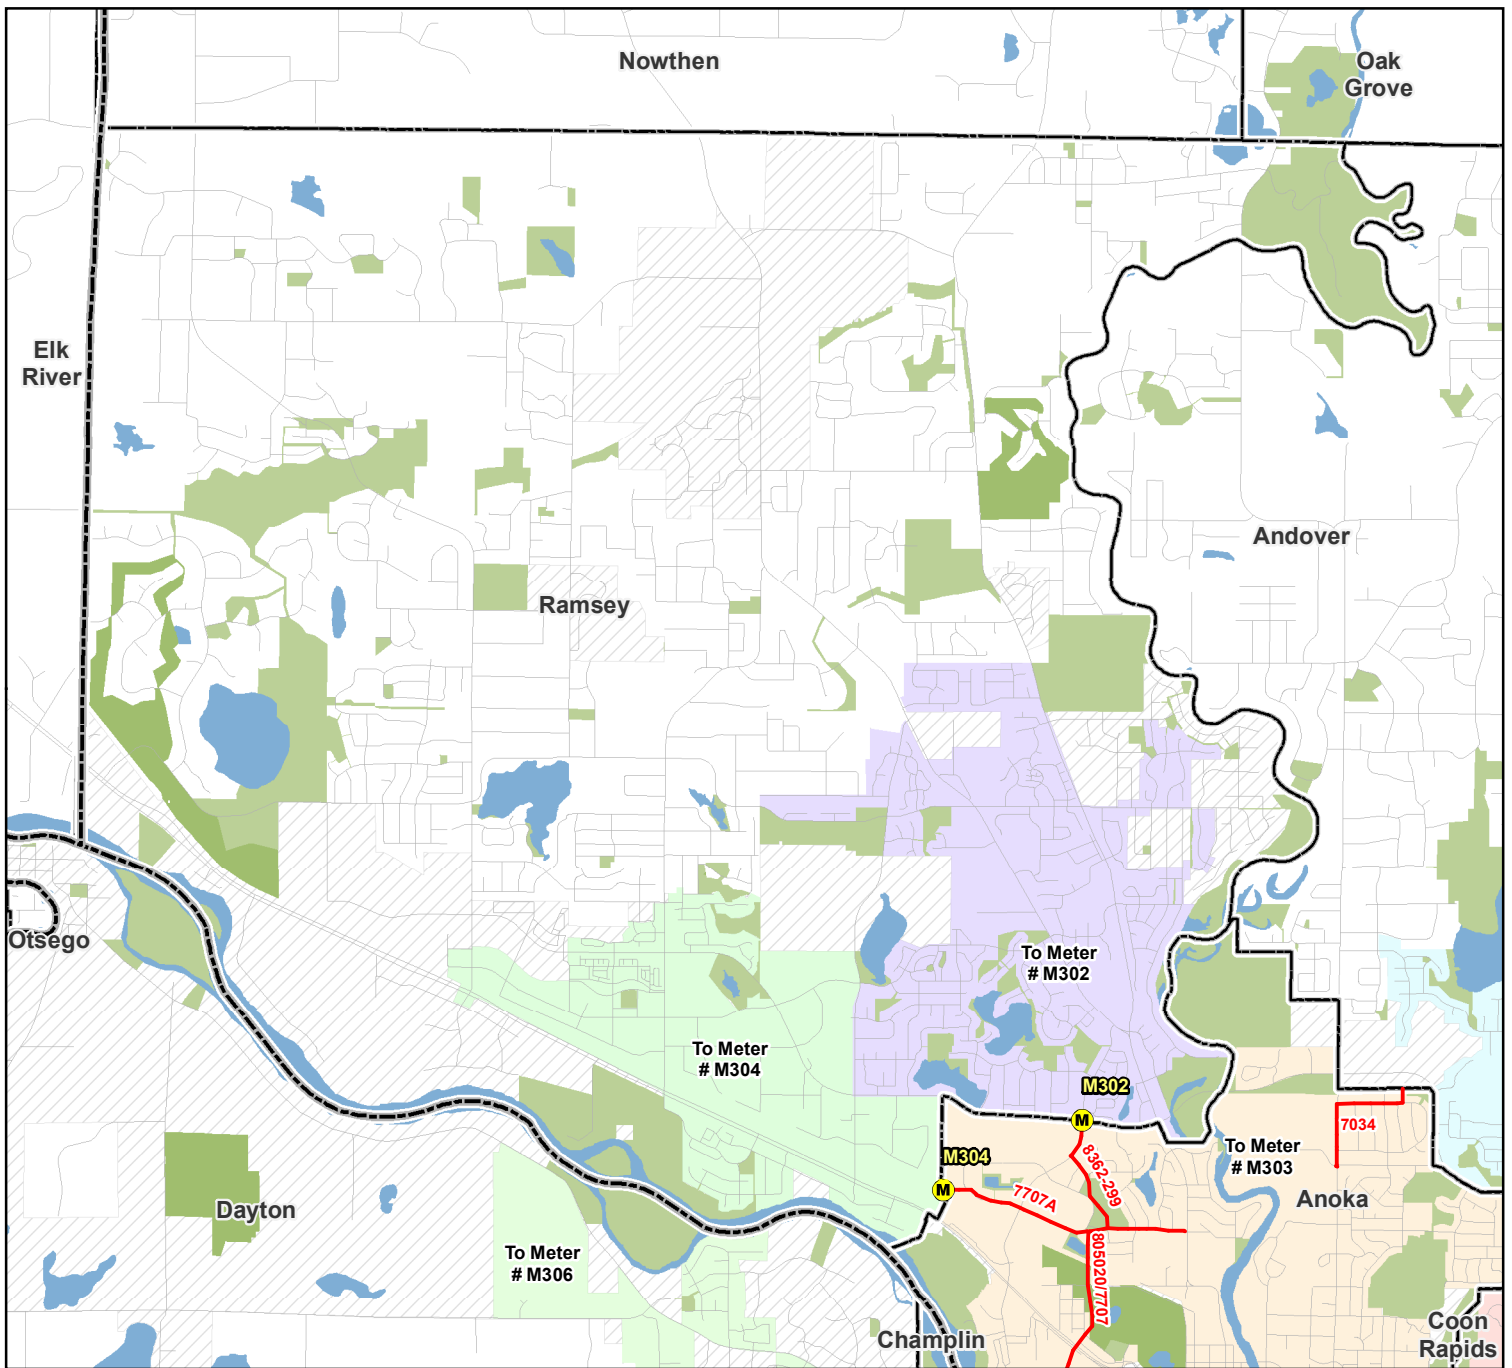 Nowthen
Oak
Grove
Elk
River
Andover
Ramsey
Otsego
To Meter
# M302
To Meter
# M304
M302
M
7034
To Meter
# M303
8362-299
M304
M
7707A
Anoka
Dayton
To Meter
# M306
805020/7707
Champlin
Coon
Rapids